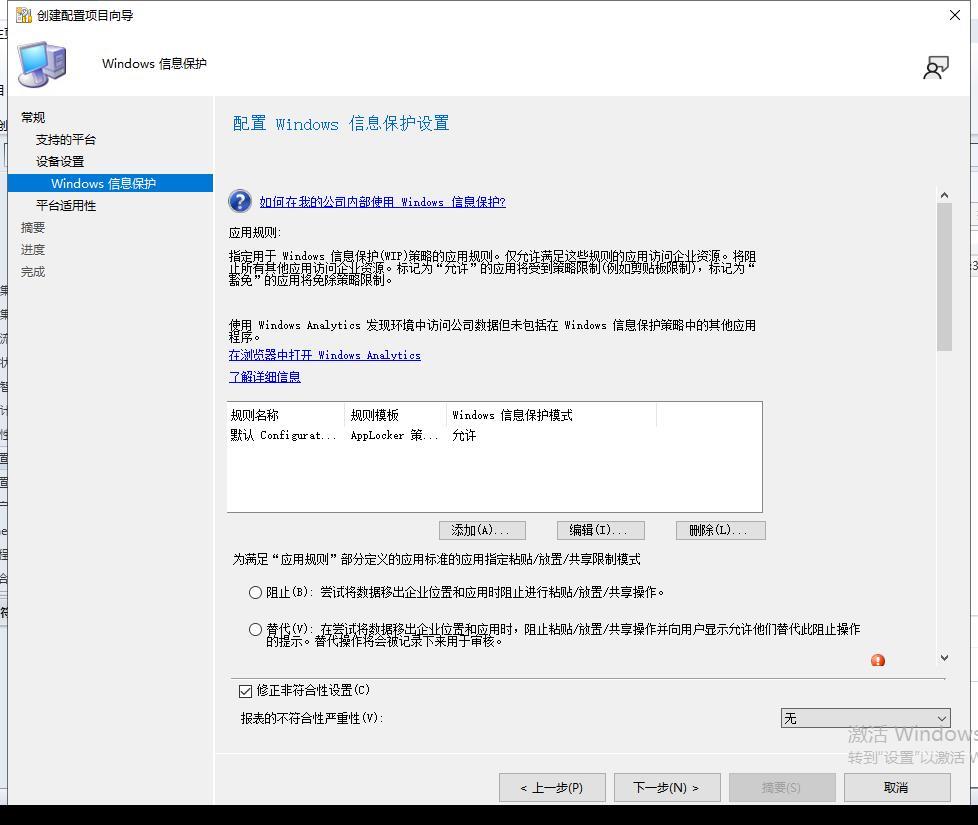 创建配置项目向导
Windows 信息保护
常规
支持的平台
设备设置
Windows 信息保护
平台适用性
摘要
进度
完成
配置 Windows 信息保护设置
如何在我的公司内部使用 Windows 信息保护?
应用规则:
指定用于 Windows 信息保护(WIP)策略的应用规则。仅允许满足这些规则的应用访问企业资源。将阻
止所有其他应用访问企业资源。标记为“允许”的应用将受到策略限制(例如剪贴板限制)，标记为“
豁免”的应用将免除策略限制。
使用 Windows Analytics 发现环境中访问公司数据但未包括在 Windows 信息保护策略中的其他应用
程序。
在浏览器中打开 Windows Analytics
了解详细信息
规则名称 规则模板 Windows 信息保护模式
默认 Configurat... AppLocker 策... 允许
添加(A)... 编辑(I)... 删除(L)...
为满足“应用规则”部分定义的应用标准的应用指定粘贴/放置/共享限制模式
阻止(B): 尝试将数据移出企业位置和应用时阻止进行粘贴/放置/共享操作。
替代(V): 在尝试将数据移出企业位置和应用时，阻止粘贴/放置/共享操作并向用户显示允许他们替代此阻止操作
的提示。替代操作将会被记录下来用于审核。
修正非符合性设置(C)
报表的不符合性严重性(V): 无
激活 Windows
转到"设置"以激活 W
< 上一步(P) 下一步(N) > 摘要(S) 取消